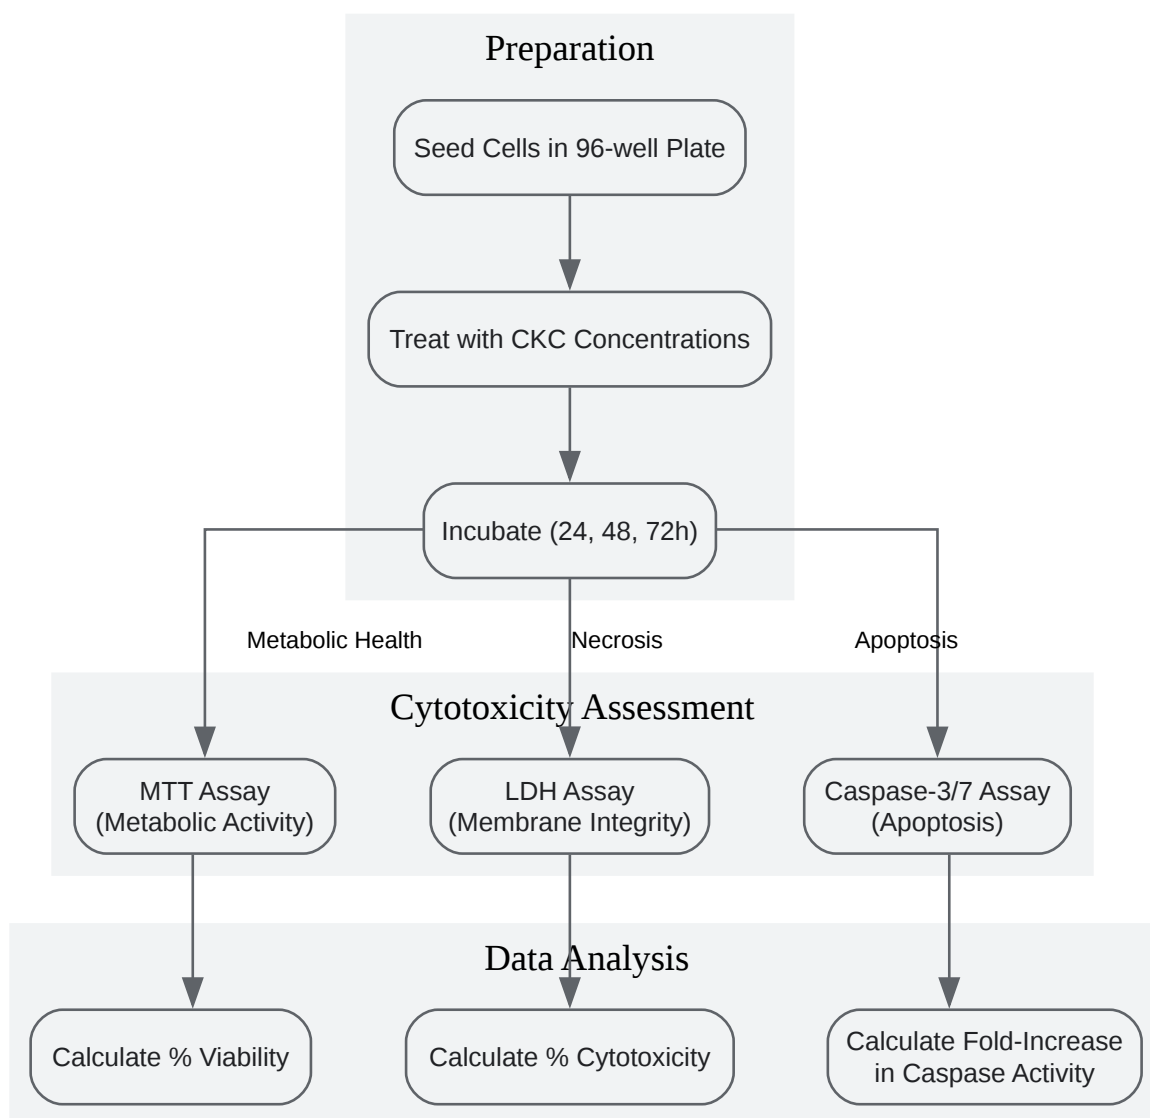 Preparation
Seed Cells in 96-well Plate
Treat with CKC Concentrations
Incubate (24, 48, 72h)
Metabolic Health
Necrosis
Apoptosis
Cytotoxicity Assessment
MTT Assay
(Metabolic Activity)
LDH Assay
(Membrane Integrity)
Caspase-3/7 Assay
(Apoptosis)
Data Analysis
Calculate % Viability
Calculate % Cytotoxicity
Calculate Fold-Increase
in Caspase Activity